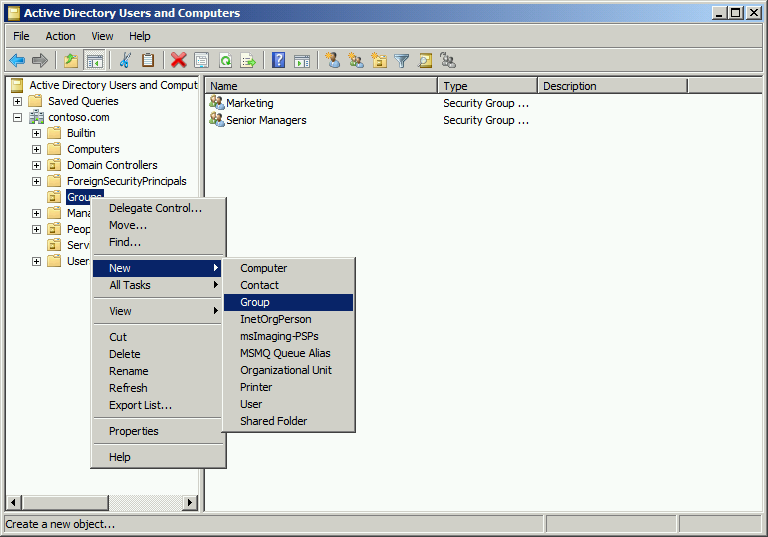 Active Directory Users and Computers
File Action View Help
Active Directory Users and Comput
Saved Queries
contoso.com
Builtin
Computers
Domain Controllers
ForeignSecurityPrincipals
Groups
Mana
Peop
Serv
User
Name Type Description
Marketing Security Group ...
Senior Managers Security Group ...
Delegate Control...
Move...
Find...
New
All Tasks
View
Cut
Delete
Rename
Refresh
Export List...
Properties
Help
Computer
Contact
Group
InetOrgPerson
msImaging-PSPs
MSMQ Queue Alias
Organizational Unit
Printer
User
Shared Folder
Create a new object...